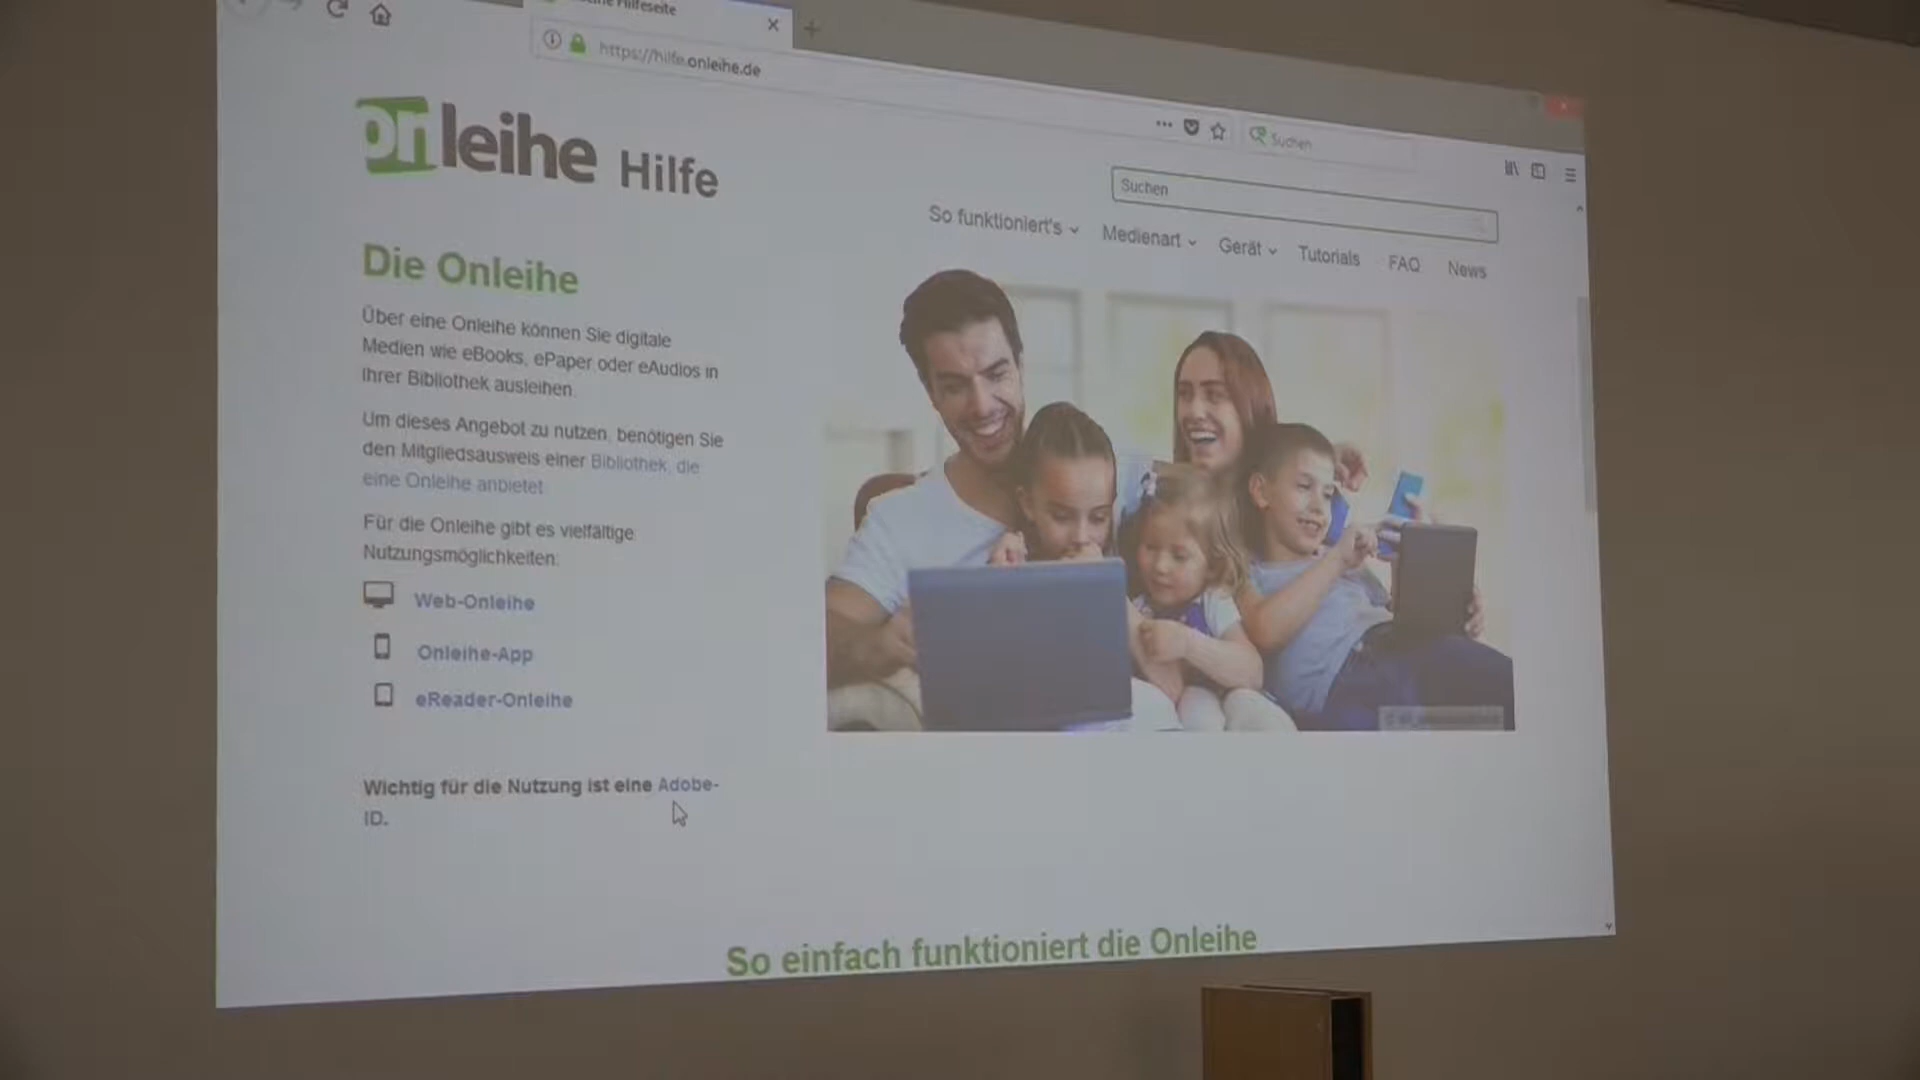 Hilfeseite
https://hilfe.onleihe.de
Suchen
onleihe Hilfe
Suchen
So funktioniert's Medienart Gerät Tutorials FAQ News
Die Onleihe
Über eine Onleihe können Sie digitale
Medien wie eBooks, ePaper oder eAudios in
Ihrer Bibliothek ausleihen.
Um dieses Angebot zu nutzen, benötigen Sie
den Mitgliedsausweis einer Bibliothek, die
eine Onleihe anbietet.
Für die Onleihe gibt es vielfältige
Nutzungsmöglichkeiten:
Web-Onleihe
Onleihe-App
eReader-Onleihe
Wichtig für die Nutzung ist eine Adobe-
ID.
So einfach funktioniert die Onleihe